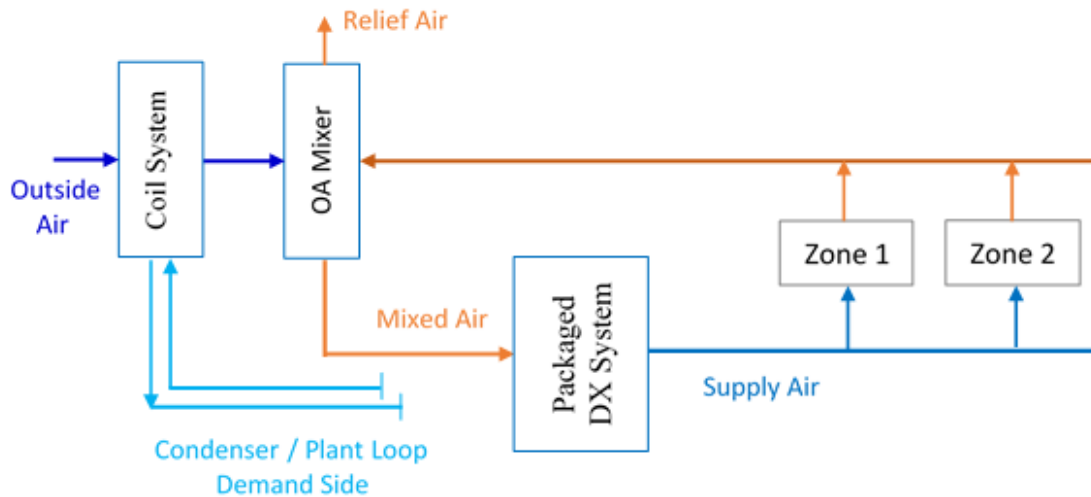 Relief Air
Coil System
OA Mixer
Outside
Air
Zone 1
Zone 2
Mixed Air
Packaged
DX System
Supply Air
Condenser / Plant Loop
Demand Side